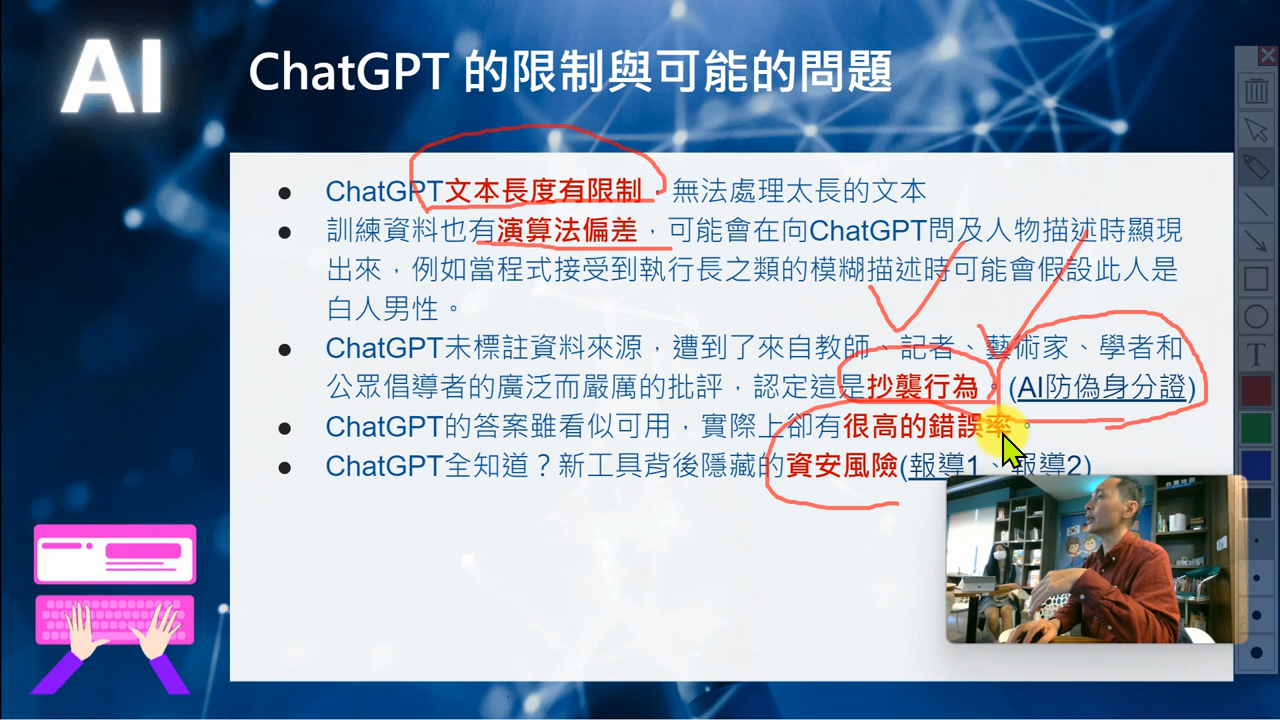 AI
ChatGPT 的限制與可能的問題
● ChatGPT文本長度有限制，無法處理太長的文本
● 訓練資料也有演算法偏差，可能會在向ChatGPT問及人物描述時顯現
出來，例如當程式接受到執行長之類的模糊描述時可能會假設此人是
白人男性。
● ChatGPT未標註資料來源，遭到了來自教師、記者、藝術家、學者和
公眾倡導者的廣泛而嚴厲的批評，認定這是抄襲行為。(AI防偽身分證)
● ChatGPT的答案雖看似可用，實際上卻有很高的錯誤率。
● ChatGPT全知道？新工具背後隱藏的資安風險(報導1、報導2)
T